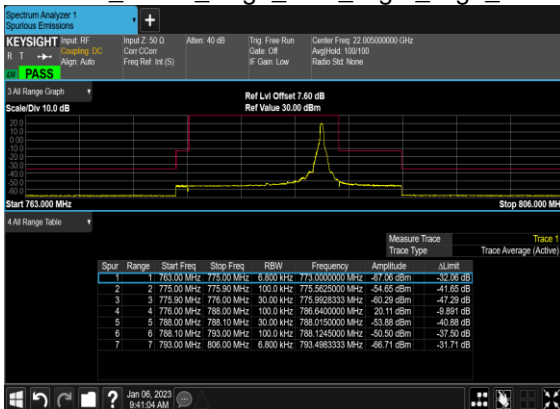 Spectrum Analyzer 1
Spurious Emissions
+
KEYSIGHT Input: RF Input Z: 50 Ω Atten: 40 dB Trig: Free Run Center Freq: 22.005000000 GHz
R T Coupling: DC Corr CCorr Gate: Off Avg|Hold: 100/100
Align: Auto Freq Ref: Int (S) IF Gain: Low Radio Std: None
PASS
3 All Range Graph Ref Lvl Offset 7.60 dB
Scale/Div 10.0 dB Ref Value 30.00 dBm
20.0
10.0
0.00
-10.0
-20.0
-30.0
-40.0
-50.0
-60.0
Start 763.000 MHz Stop 806.000 MH
4 All Range Table
Measure Trace Trace 1
Trace Type Trace Average (Active)
Spur Range Start Freq Stop Freq RBW Frequency Amplitude ΔLimit
1 1 763.00 MHz 775.00 MHz 6.800 kHz 773.0000000 MHz -67.06 dBm -32.06 dB
2 2 775.00 MHz 775.90 MHz 100.0 kHz 775.5625000 MHz -54.65 dBm -41.65 dB
3 3 775.90 MHz 776.00 MHz 30.00 kHz 775.9928333 MHz -60.29 dBm -47.29 dB
4 4 776.00 MHz 788.00 MHz 100.0 kHz 786.6400000 MHz 20.11 dBm -9.891 dB
5 5 788.00 MHz 788.10 MHz 30.00 kHz 788.0150000 MHz -53.88 dBm -40.88 dB
6 6 788.10 MHz 793.00 MHz 100.0 kHz 788.1245000 MHz -50.50 dBm -37.50 dB
7 7 793.00 MHz 806.00 MHz 6.800 kHz 793.4983333 MHz -66.71 dBm -31.71 dB
? Jan 06, 2023
9:41:04 AM